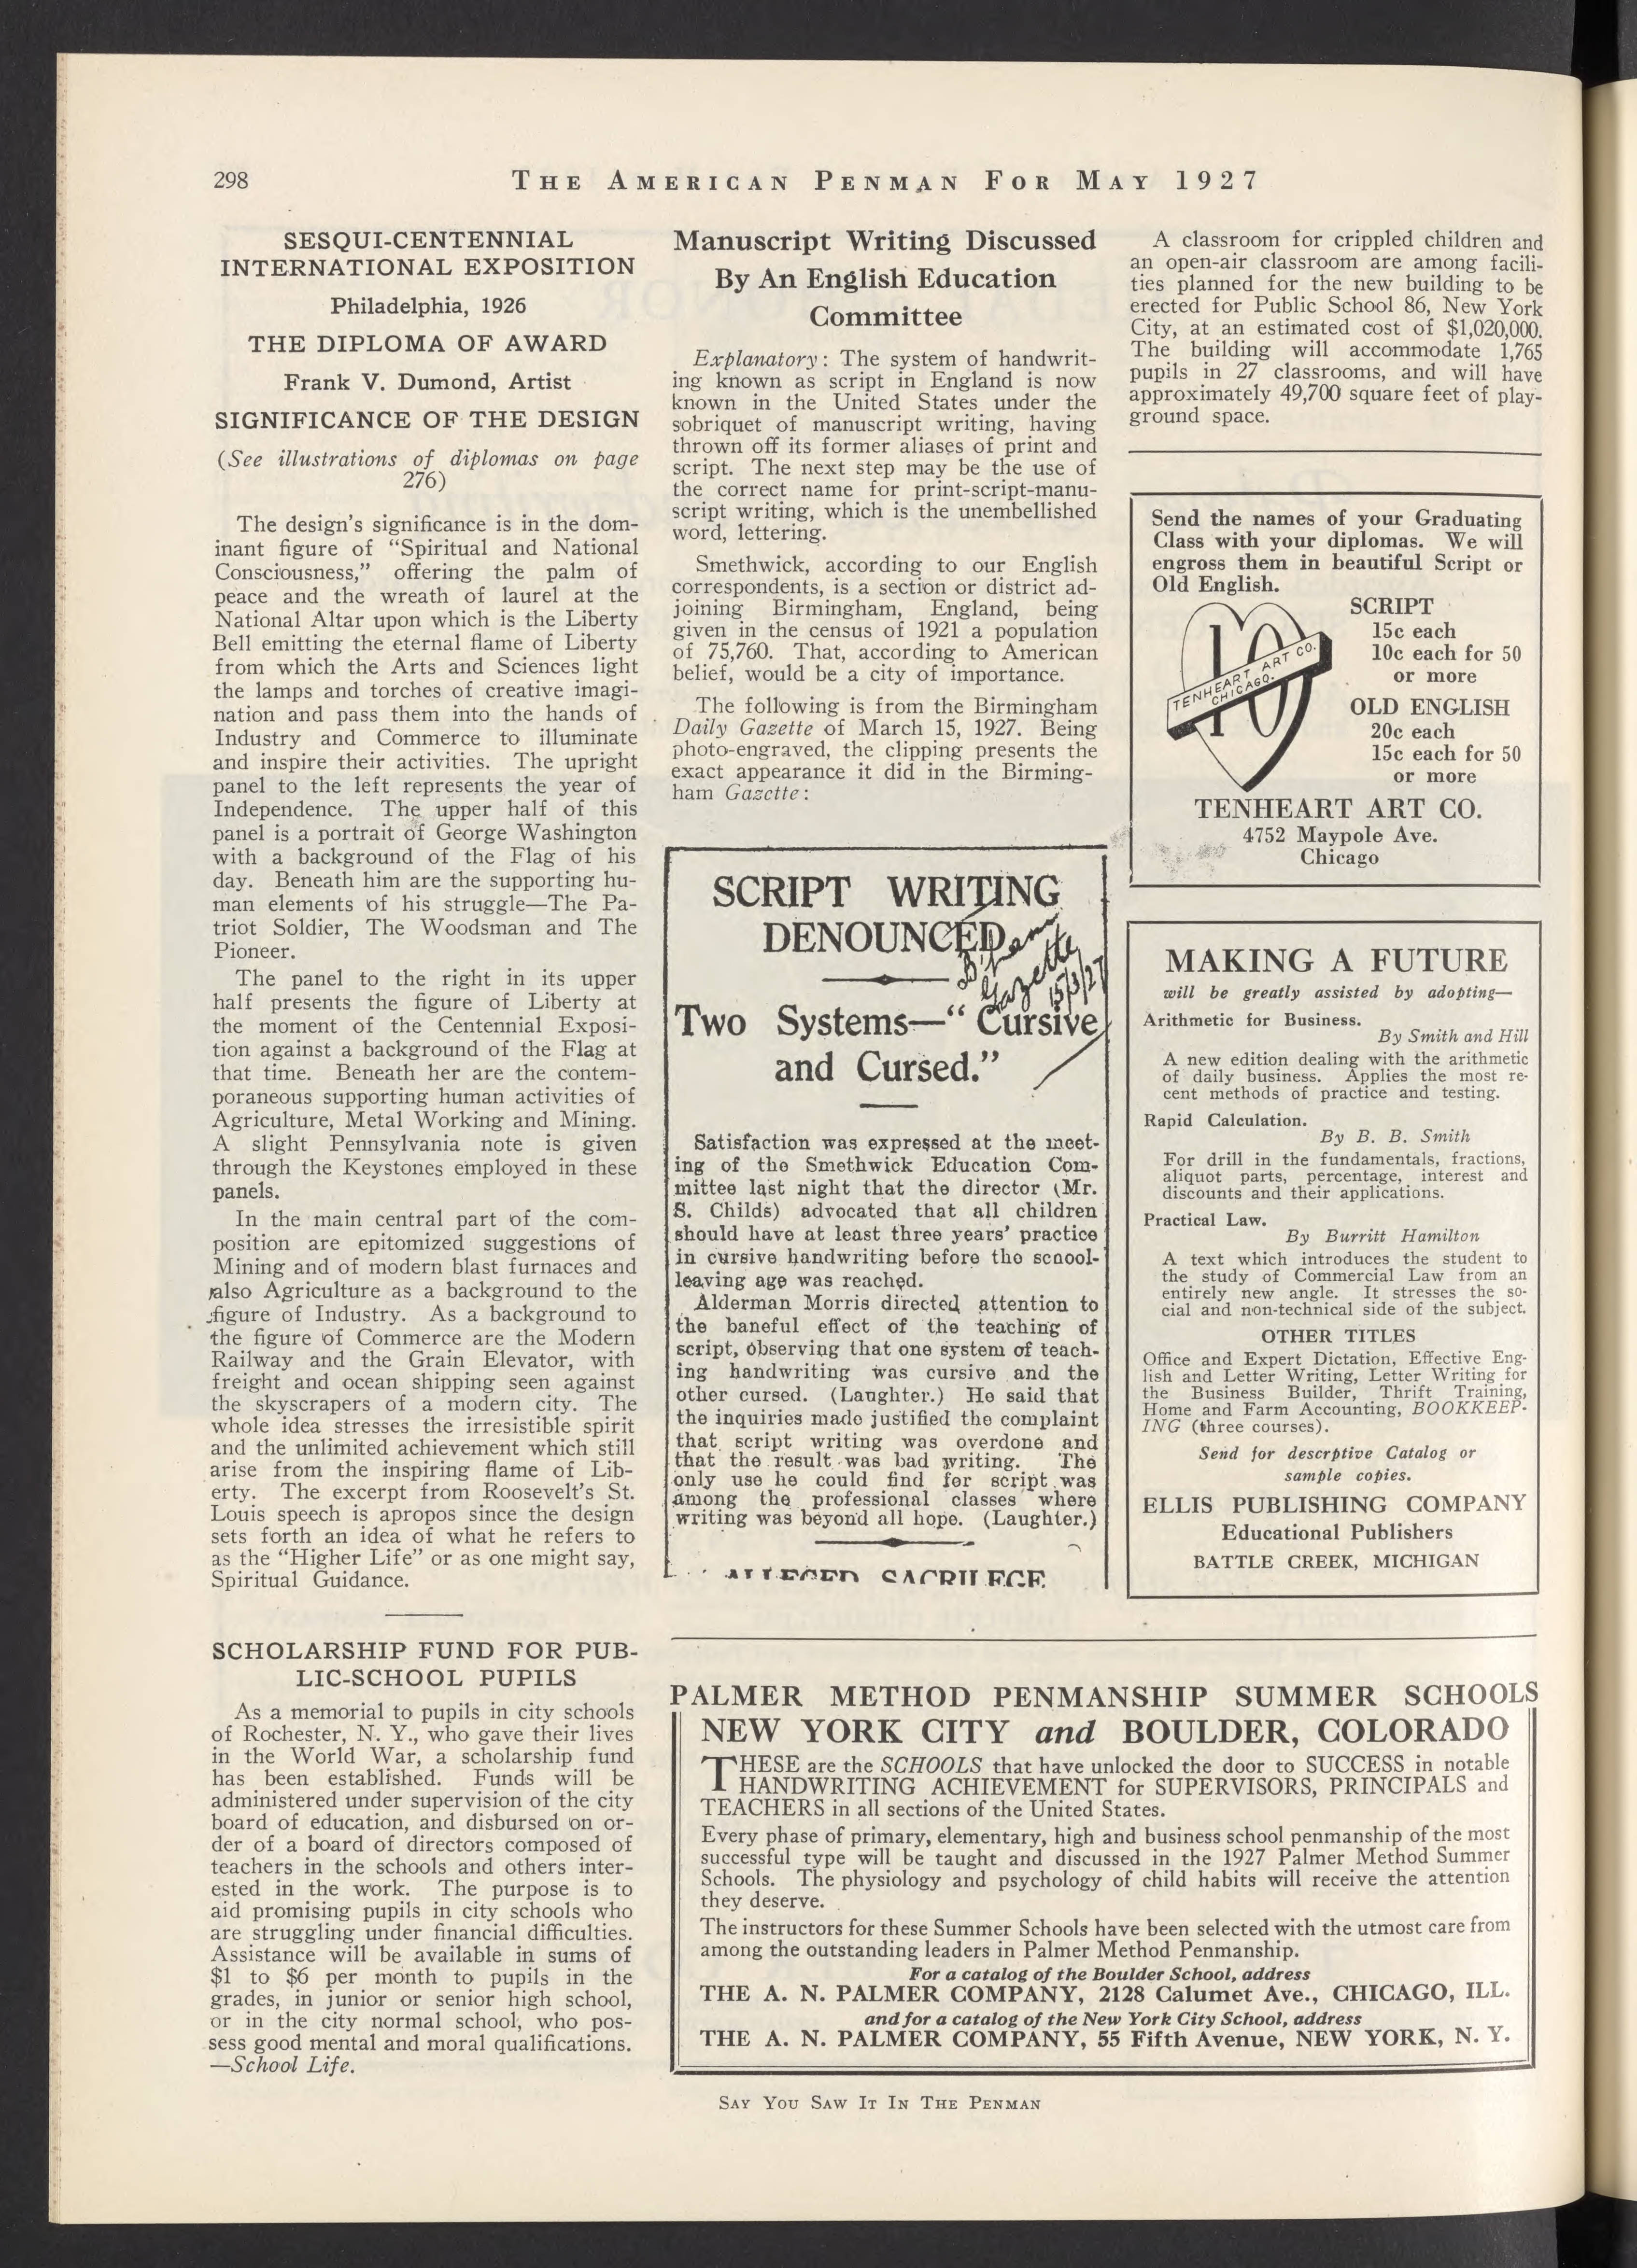 298
THE AMERICAN PENMAN FOR MAY 1927
SESQUI-CENTENNIAL
INTERNATIONAL EXPOSITION
Philadelphia, 1926
THE DIPLOMA OF AWARD
Frank V. Dumond, Artist
SIGNIFICANCE OF THE DESIGN
(See illustrations of diplomas on page
276)
The design's significance is in the dom-
inant figure of “Spiritual and National
Consciousness,” offering the palm of
peace and the wreath of laurel at the
National Altar upon which is the Liberty
Bell emitting the eternal flame of Liberty
from which the Arts and Sciences light
the lamps and torches of creative imagi-
nation and pass them into the hands of
Industry and Commerce to illuminate
and inspire their activities. The upright
panel to the left represents the year of
Independence. The upper half of this
panel is a portrait of George Washington
with a background of the Flag of his
day. Beneath him are the supporting hu-
man elements of his struggle—The Pa-
triot Soldier, The Woodsman and The
Pioneer.
The panel to the right in its upper
half presents the figure of Liberty at
the moment of the Centennial Exposi-
tion against a background of the Flag at
that time. Beneath her are the contem-
poraneous supporting human activities of
Agriculture, Metal Working and Mining.
A slight Pennsylvania note is given
through the Keystones employed in these
panels.
In the main central part of the com-
position are epitomized suggestions of
Mining and of modern blast furnaces and
also Agriculture as a background to the
figure of Industry. As a background to
the figure of Commerce are the Modern
Railway and the Grain Elevator, with
freight and ocean shipping seen against
the skyscrapers of a modern city. The
whole idea stresses the irresistible spirit
and the unlimited achievement which still
arise from the inspiring flame of Lib-
erty. The excerpt from Roosevelt's St.
Louis speech is apropos since the design
sets forth an idea of what he refers to
as the “Higher Life” or as one might say,
Spiritual Guidance.
SCHOLARSHIP FUND FOR PUB-
LIC-SCHOOL PUPILS
As a memorial to pupils in city schools
of Rochester, N. Y., who gave their lives
in the World War, a scholarship fund
has been established. Funds will be
administered under supervision of the city
board of education, and disbursed on or-
der of a board of directors composed of
teachers in the schools and others inter-
ested in the work. The purpose is to
aid promising pupils in city schools who
are struggling under financial difficulties.
Assistance will be available in sums of
$1 to $6 per month to pupils in the
grades, in junior or senior high school,
or in the city normal school, who pos-
sess good mental and moral qualifications.
—School Life.
Manuscript Writing Discussed
By An English Education
Committee
Explanatory: The system of handwrit-
ing known as script in England is now
known in the United States under the
sobriquet of manuscript writing, having
thrown off its former aliases of print and
script. The next step may be the use of
the correct name for print-script-manu-
script writing, which is the unembellished
word, lettering.
Smethwick, according to our English
correspondents, is a section or district ad-
joining Birmingham, England, being
given in the census of 1921 a population
of 75,760. That, according to American
belief, would be a city of importance.
The following is from the Birmingham
Daily Gazette of March 15, 1927. Being
photo-engraved, the clipping presents the
exact appearance it did in the Birming-
ham Gazette:
SCRIPT WRITING
DENOUNCED
B'ham
Gazette
15/3/27
Two Systems—“Cursive
and Cursed.”
Satisfaction was expressed at the meet-
ing of the Smethwick Education Com-
mittee last night that the director (Mr.
S. Childs) advocated that all children
should have at least three years' practice
in cursive handwriting before the scnool-
leaving age was reached.
Alderman Morris directed attention to
the baneful effect of the teaching of
script, observing that one system of teach-
ing handwriting was cursive and the
other cursed. (Laughter.) He said that
the inquiries made justified the complaint
that script writing was overdone and
that the result was bad writing. The
only use he could find for script was
among the professional classes where
writing was beyond all hope. (Laughter.)
ALLEGED SACRILEGE
A classroom for crippled children and
an open-air classroom are among facili-
ties planned for the new building to be
erected for Public School 86, New York
City, at an estimated cost of $1,020,000.
The building will accommodate 1,765
pupils in 27 classrooms, and will have
approximately 49,700 square feet of play-
ground space.
Send the names of your Graduating
Class with your diplomas. We will
engross them in beautiful Script or
Old English.
10
TENHEART ART CO.
CHICAGO.
SCRIPT
15c each
10c each for 50
or more
OLD ENGLISH
20c each
15c each for 50
or more
TENHEART ART CO.
4752 Maypole Ave.
Chicago
MAKING A FUTURE
will be greatly assisted by adopting—
Arithmetic for Business.
By Smith and Hill
A new edition dealing with the arithmetic
of daily business. Applies the most re-
cent methods of practice and testing.
Rapid Calculation.
By B. B. Smith
For drill in the fundamentals, fractions,
aliquot parts, percentage, interest and
discounts and their applications.
Practical Law.
By Burritt Hamilton
A text which introduces the student to
the study of Commercial Law from an
entirely new angle. It stresses the so-
cial and non-technical side of the subject.
OTHER TITLES
Office and Expert Dictation, Effective Eng-
lish and Letter Writing, Letter Writing for
the Business Builder, Thrift Training,
Home and Farm Accounting, BOOKKEEP-
ING (three courses).
Send for descrptive Catalog or
sample copies.
ELLIS PUBLISHING COMPANY
Educational Publishers
BATTLE CREEK, MICHIGAN
PALMER METHOD PENMANSHIP SUMMER SCHOOLS
NEW YORK CITY and BOULDER, COLORADO
THESE are the SCHOOLS that have unlocked the door to SUCCESS in notable
HANDWRITING ACHIEVEMENT for SUPERVISORS, PRINCIPALS and
TEACHERS in all sections of the United States.
Every phase of primary, elementary, high and business school penmanship of the most
successful type will be taught and discussed in the 1927 Palmer Method Summer
Schools. The physiology and psychology of child habits will receive the attention
they deserve.
The instructors for these Summer Schools have been selected with the utmost care from
among the outstanding leaders in Palmer Method Penmanship.
For a catalog of the Boulder School, address
THE A. N. PALMER COMPANY, 2128 Calumet Ave., CHICAGO, ILL.
and for a catalog of the New York City School, address
THE A. N. PALMER COMPANY, 55 Fifth Avenue, NEW YORK, N. Y.
SAY YOU SAW IT IN THE PENMAN